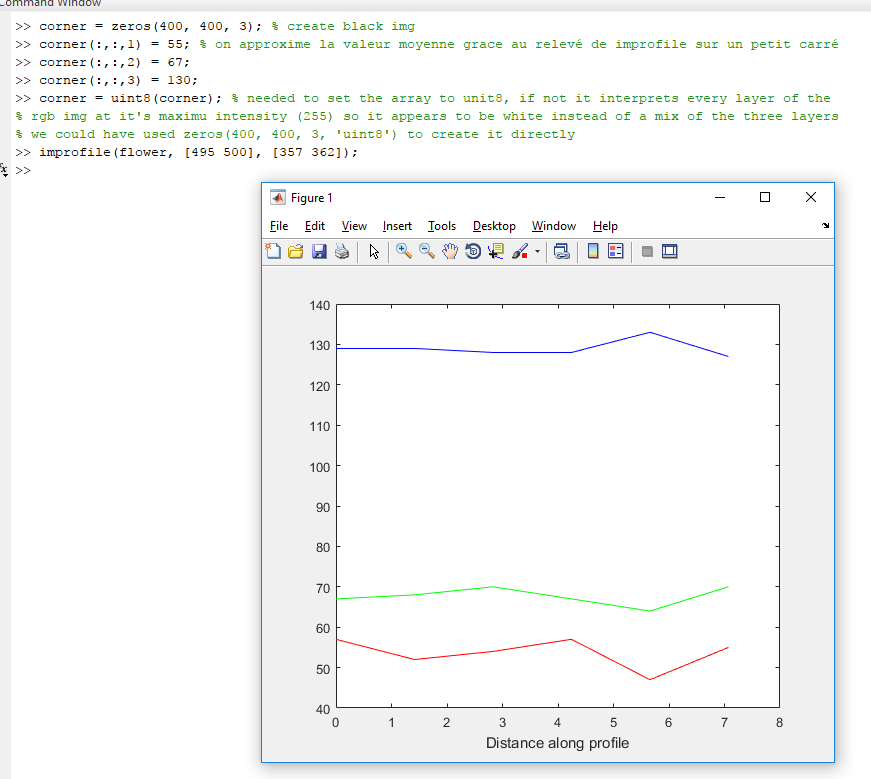 Command Window
>> corner = zeros(400, 400, 3); % create black img
>> corner(:,:,1) = 55; % on approxime la valeur moyenne grace au relevé de improfile sur un petit carré
>> corner(:,:,2) = 67;
>> corner(:,:,3) = 130;
>> corner = uint8(corner); % needed to set the array to unit8, if not it interprets every layer of the
% rgb img at it's maximu intensity (255) so it appears to be white instead of a mix of the three layers
% we could have used zeros(400, 400, 3, 'uint8') to create it directly
>> improfile(flower, [495 500], [357 362]);
fx >>
Figure 1
File Edit View Insert Tools Desktop Window Help
140
130
120
110
100
90
80
70
60
50
40
0 1 2 3 4 5 6 7 8
Distance along profile